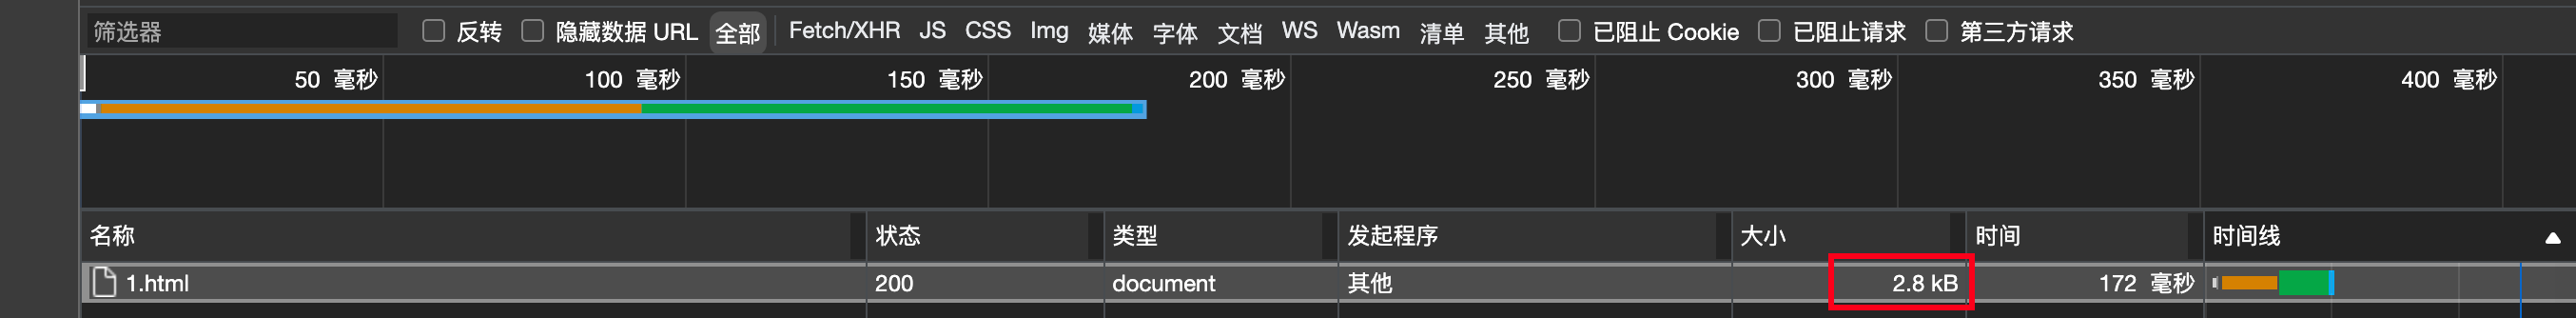 筛选器 反转 隐藏数据 URL 全部 Fetch/XHR JS CSS Img 媒体 字体 文档 WS Wasm 清单 其他 已阻止 Cookie 已阻止请求 第三方请求
50 毫秒 100 毫秒 150 毫秒 200 毫秒 250 毫秒 300 毫秒 350 毫秒 400 毫秒
名称 状态 类型 发起程序 大小 时间 时间线
1.html 200 document 其他 2.8 kB 172 毫秒